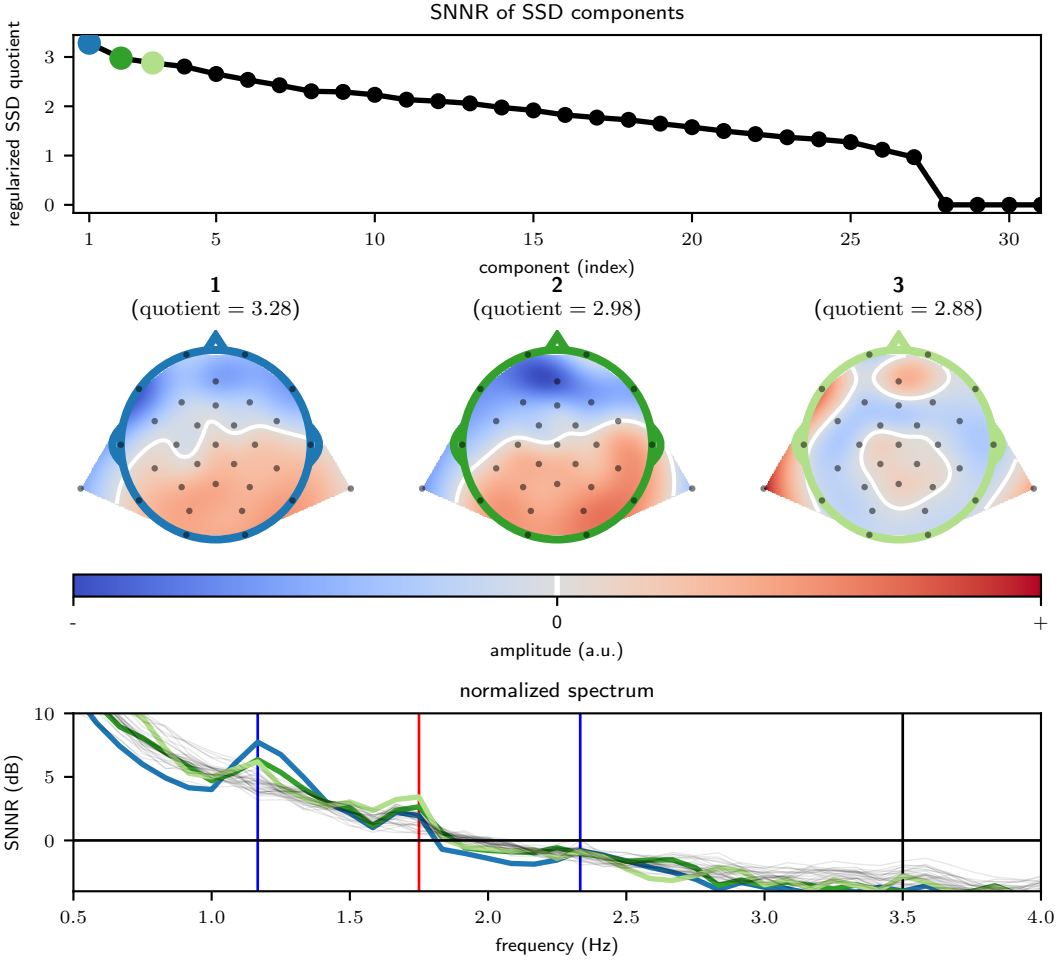 SNNR of SSD components
regularized SSD quotient
3
2
1
0
1 5 10 15 20 25 30
component (index)
1 2 3
(quotient = 3.28) (quotient = 2.98) (quotient = 2.88)
- 0 +
amplitude (a.u.)
normalized spectrum
SNNR (dB)
10
5
0
0.5 1.0 1.5 2.0 2.5 3.0 3.5 4.0
frequency (Hz)